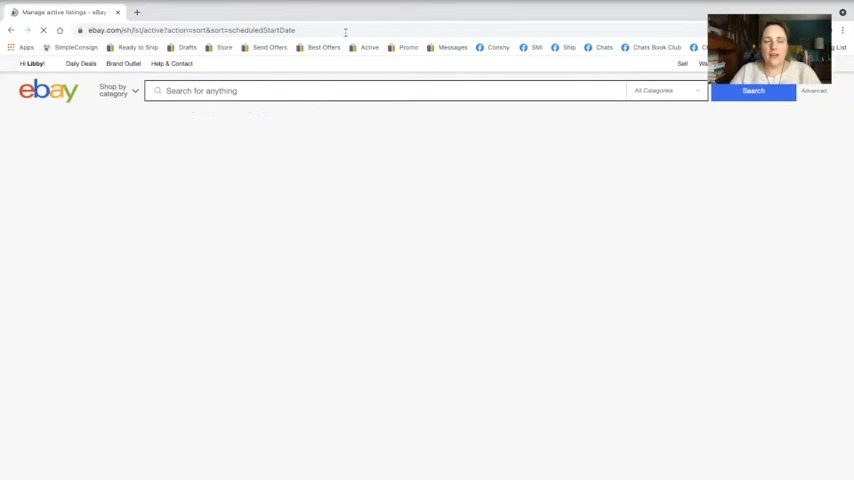 Manage active listings - eBay
ebay.com/sh/lst/active?action=sort&sort=scheduledStartDate
Apps SimpleConsign Ready to Ship Drafts Store Send Offers Best Offers Active Promo Messages Conshy SMI Ship Chats Chats Book Club
Hi Libby! Daily Deals Brand Outlet Help & Contact Sell
ebay Shop by category Search for anything All Categories Search Advanced